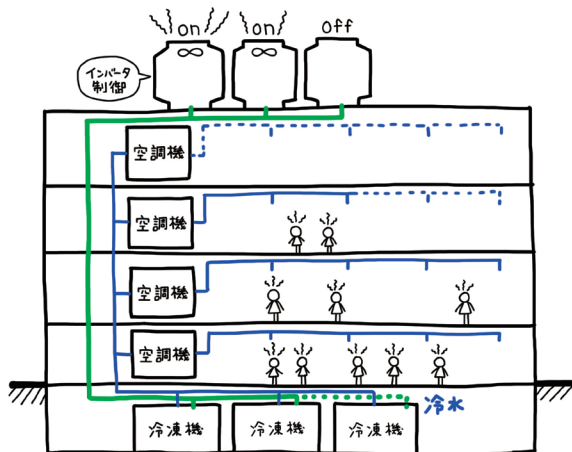 on
on
off
インバータ
制御
空調機
空調機
空調機
空調機
冷水
冷凍機
冷凍機
冷凍機